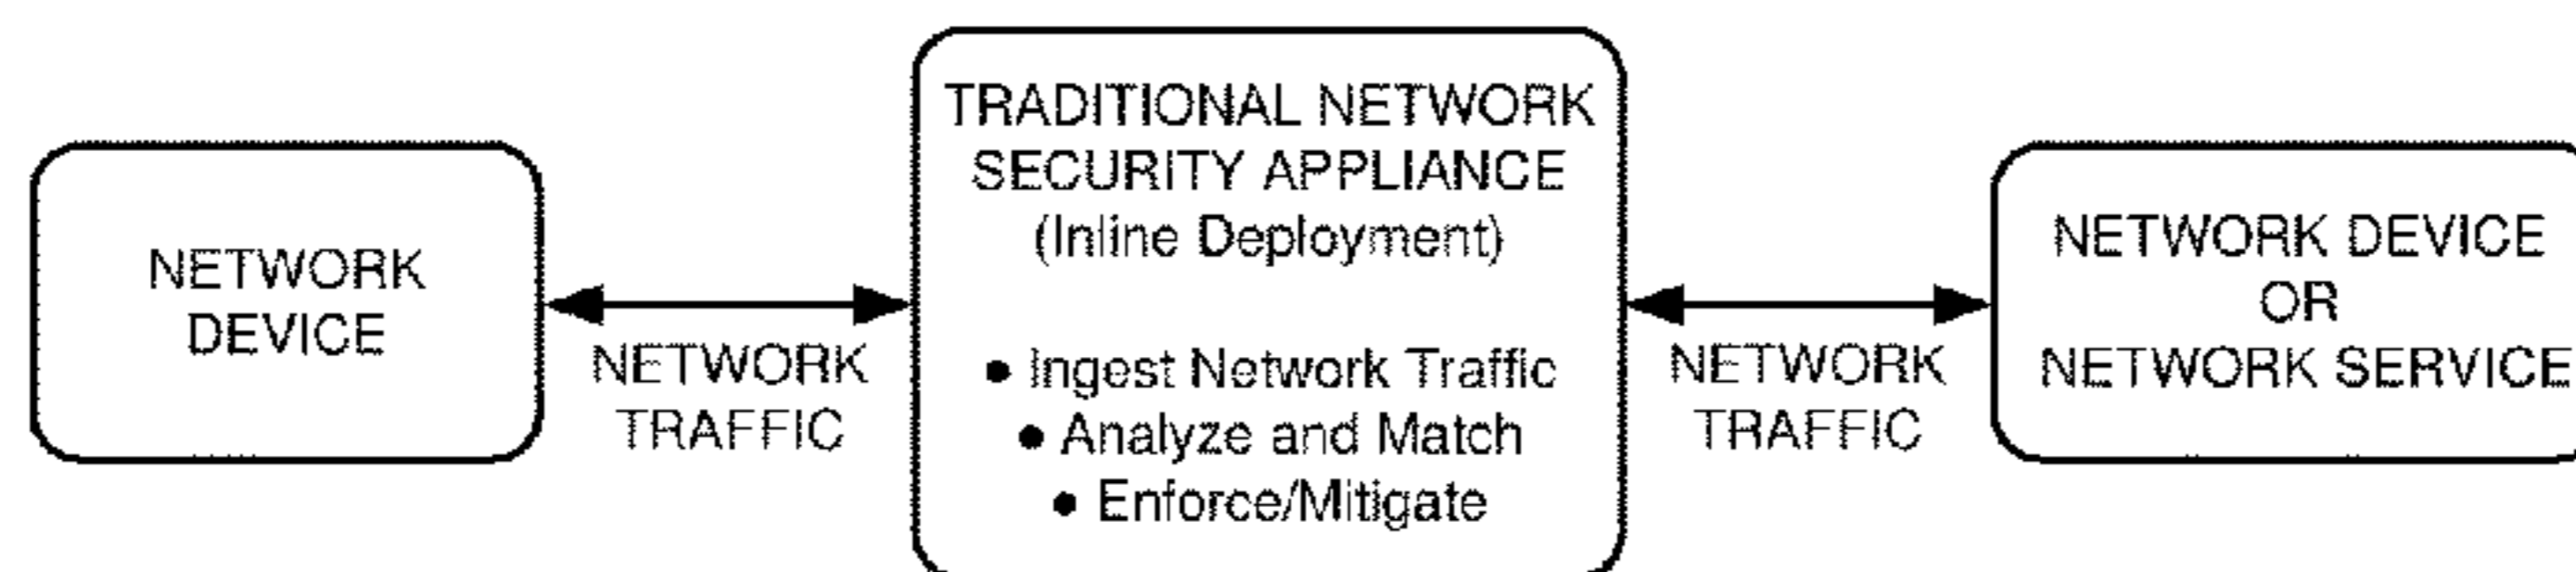 NETWORK
DEVICE
NETWORK
TRAFFIC
TRADITIONAL NETWORK
SECURITY APPLIANCE
(Inline Deployment)
• Ingest Network Traffic
• Analyze and Match
• Enforce/Mitigate
NETWORK
TRAFFIC
NETWORK DEVICE
OR
NETWORK SERVICE